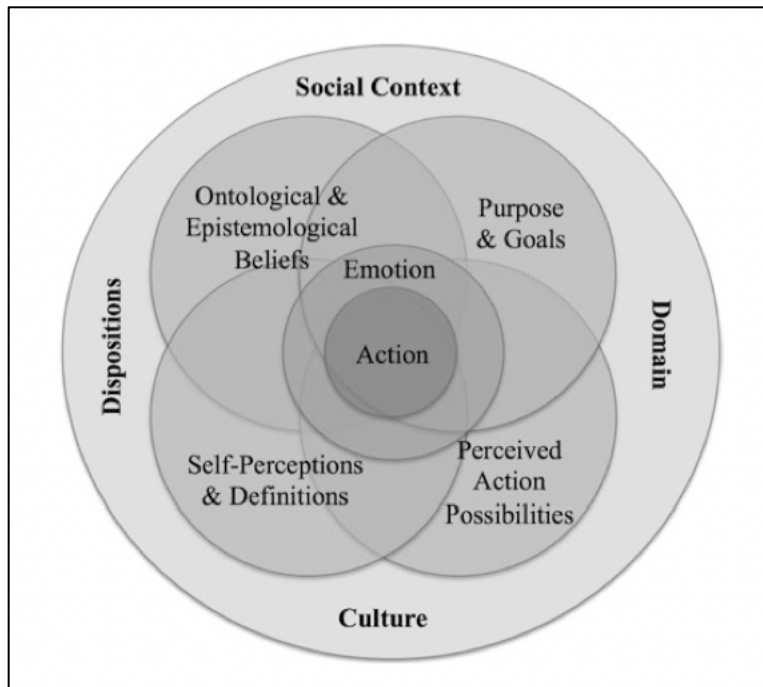 Social Context
Ontological &
Epistemological
Beliefs
Purpose
& Goals
Emotion
Dispositions
Action
Domain
Self-Perceptions
& Definitions
Perceived
Action
Possibilities
Culture